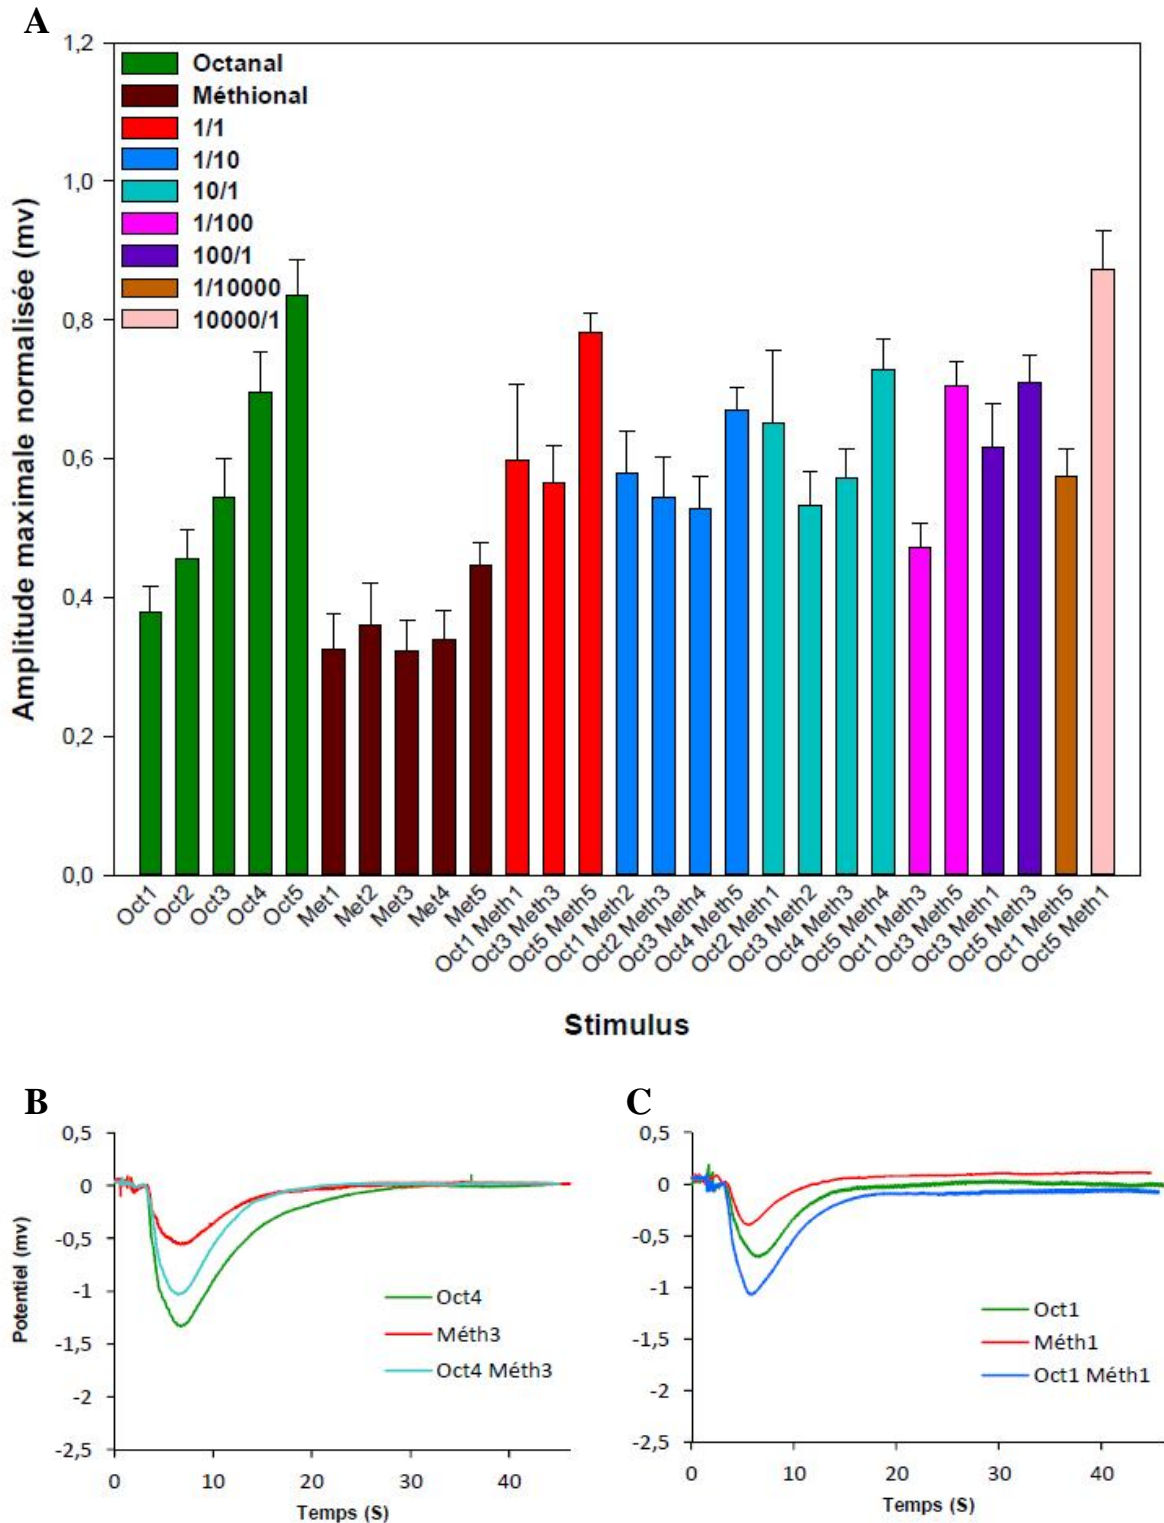 A
Amplitude maximale normalisée (mv)
1,2
1,0
0,8
0,6
0,4
0,2
0,0
Octanal
Méthional
1/1
1/10
10/1
1/100
100/1
1/10000
10000/1
Oct1
Oct2
Oct3
Oct4
Oct5
Met1
Met2
Met3
Met4
Met5
Oct1 Meth1
Oct3 Meth3
Oct5 Meth5
Oct1 Meth2
Oct2 Meth3
Oct3 Meth4
Oct4 Meth5
Oct2 Meth1
Oct3 Meth2
Oct4 Meth3
Oct5 Meth4
Oct1 Meth3
Oct3 Meth5
Oct3 Meth1
Oct5 Meth3
Oct1 Meth5
Oct5 Meth1
Stimulus
B
Potentiel (mv)
0,5
0
-0,5
-1
-1,5
-2
-2,5
Oct4
Méth3
Oct4 Méth3
0 10 20 30 40
Temps (S)
C
0,5
0
-0,5
-1
-1,5
-2
-2,5
Oct1
Méth1
Oct1 Méth1
0 10 20 30 40
Temps (S)